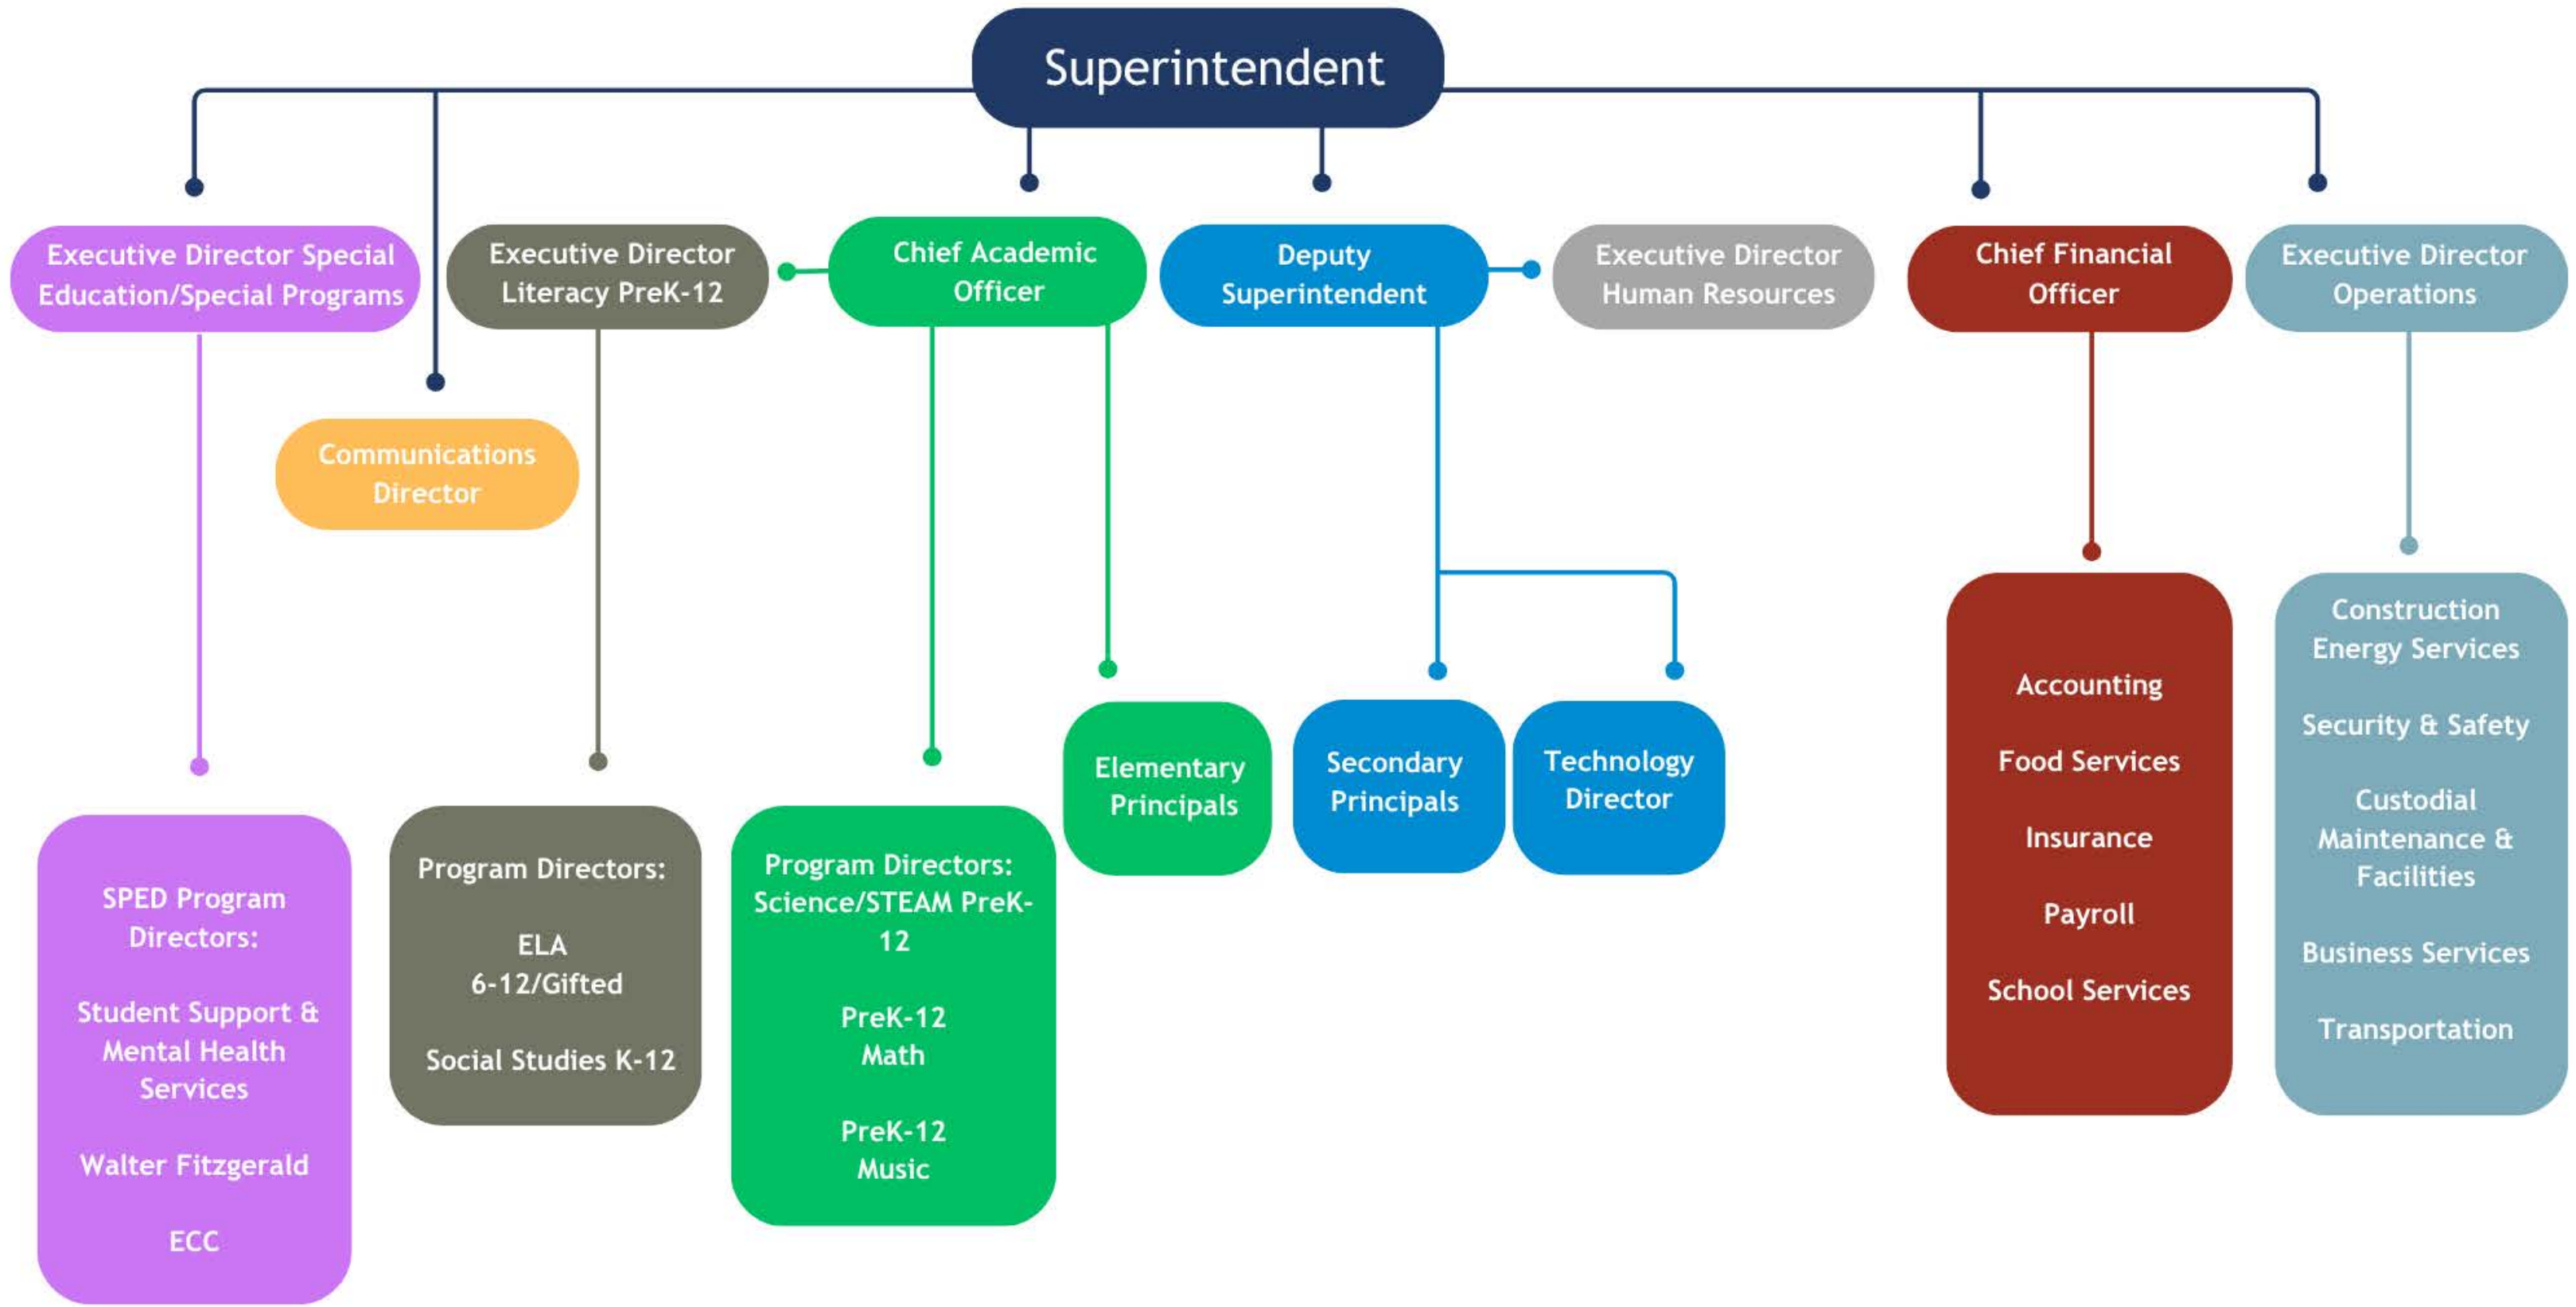 Superintendent
Executive Director Special
Education/Special Programs
Executive Director
Literacy PreK-12
Chief Academic
Officer
Deputy
Superintendent
Executive Director
Human Resources
Chief Financial
Officer
Executive Director
Operations
Communications
Director
SPED Program
Directors:
Student Support &
Mental Health
Services
Walter Fitzgerald
ECC
Program Directors:
ELA
6-12/Gifted
Social Studies K-12
Program Directors:
Science/STEAM PreK-
12
PreK-12
Math
PreK-12
Music
Elementary
Principals
Secondary
Principals
Technology
Director
Accounting
Food Services
Insurance
Payroll
School Services
Construction
Energy Services
Security & Safety
Custodial
Maintenance &
Facilities
Business Services
Transportation